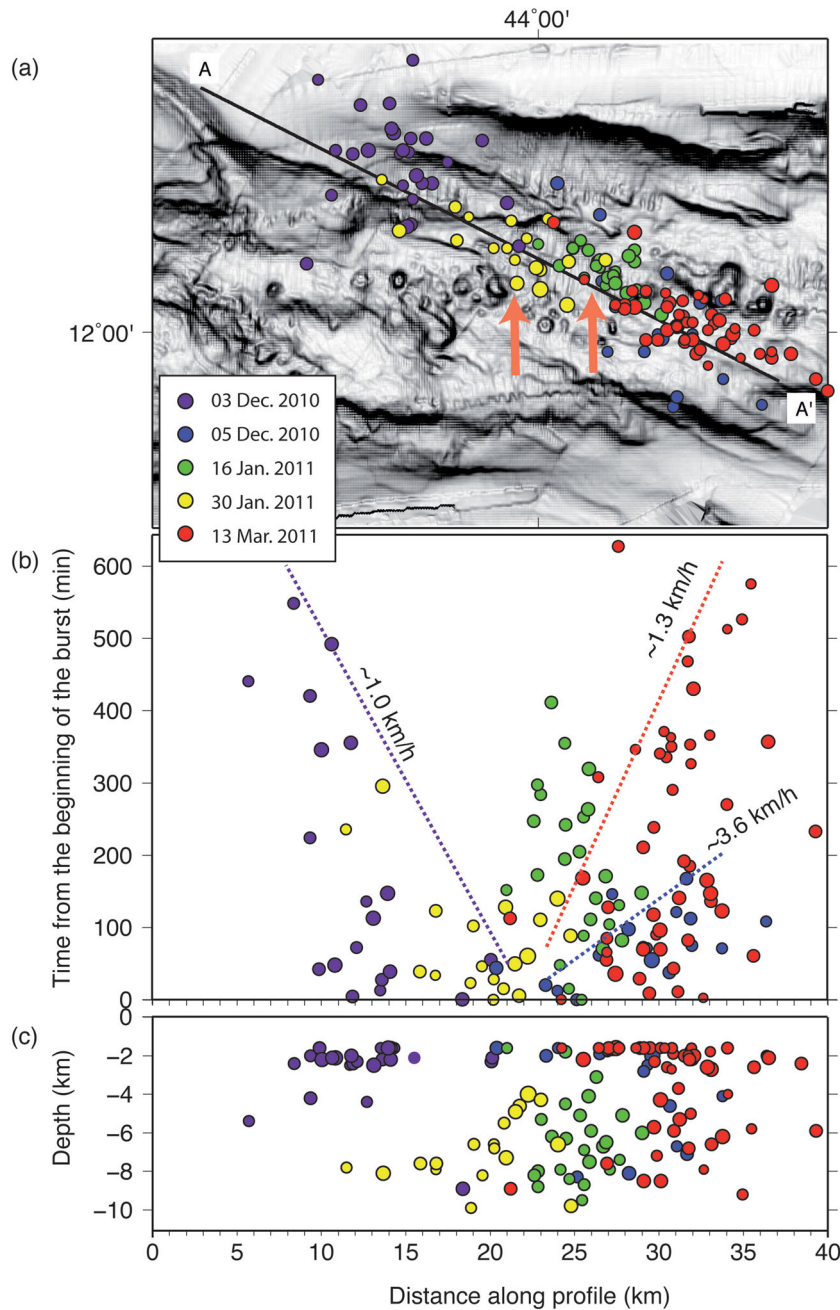 44°00'
(a)
A
12°00'
A'
03 Dec. 2010
05 Dec. 2010
16 Jan. 2011
30 Jan. 2011
13 Mar. 2011
(b)
Time from the beginning of the burst (min)
600
500
400
300
200
100
0
~1.0 km/h
~1.3 km/h
~3.6 km/h
(c)
Depth (km)
0
−2
−4
−6
−8
−10
0 5 10 15 20 25 30 35 40
Distance along profile (km)